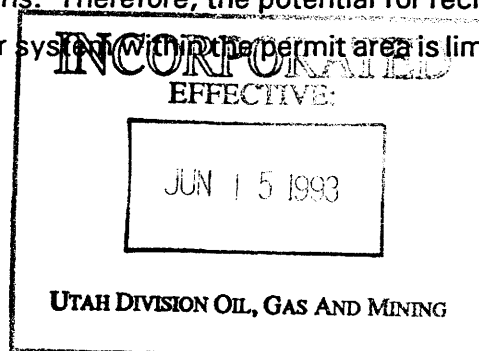 ns. Therefore, the potential for rec
r system within the permit area is lim
INCORPORATED
EFFECTIVE:
JUN 15 1993
UTAH DIVISION OIL, GAS AND MINING